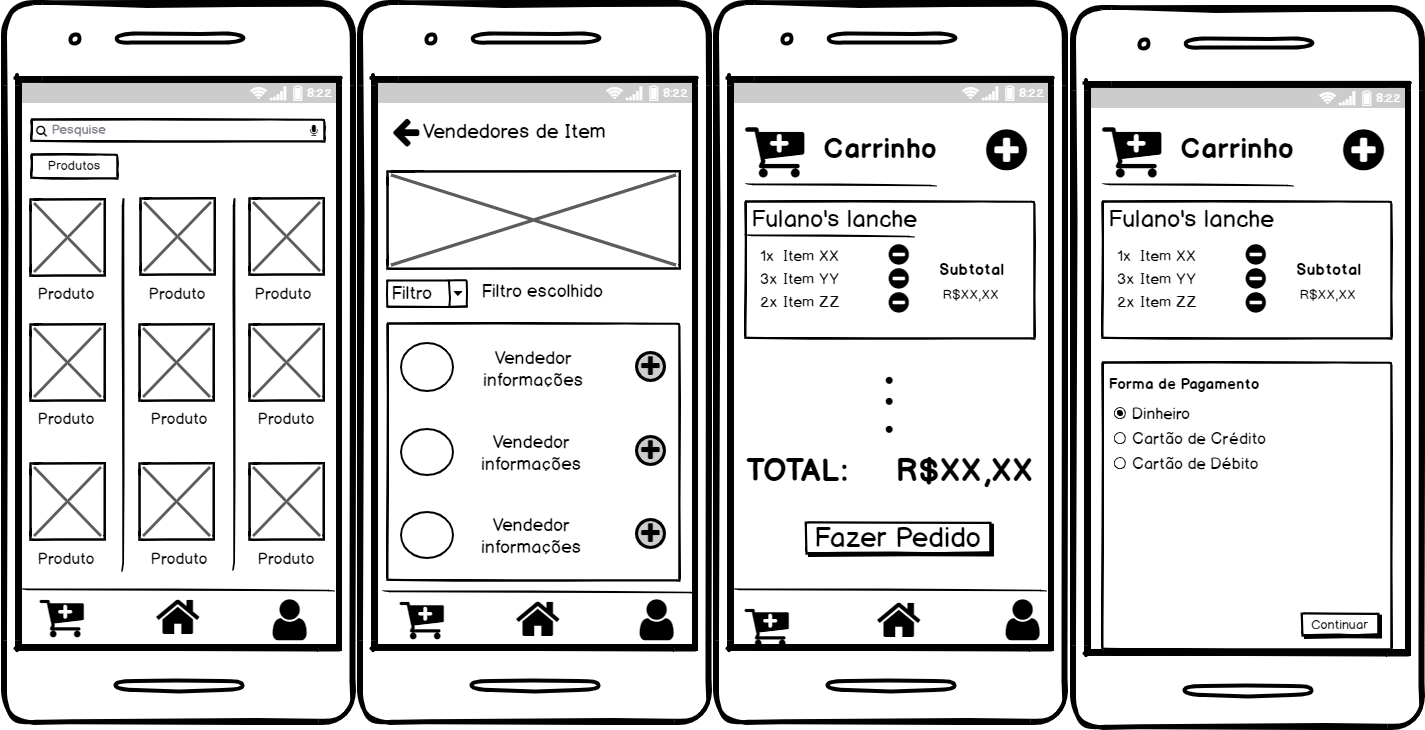 8:22
Pesquise
Produtos
Produto Produto Produto
Produto Produto Produto
Produto Produto Produto
8:22
Vendedores de Item
Filtro Filtro escolhido
Vendedor
informações
Vendedor
informações
Vendedor
informações
8:22
Carrinho
Fulano's lanche
1x Item XX
3x Item YY
2x Item ZZ
Subtotal
R$XX,XX
TOTAL: R$XX,XX
Fazer Pedido
8:22
Carrinho
Fulano's lanche
1x Item XX
3x Item YY
2x Item ZZ
Subtotal
R$XX,XX
Forma de Pagamento
Dinheiro
Cartão de Crédito
Cartão de Débito
Continuar